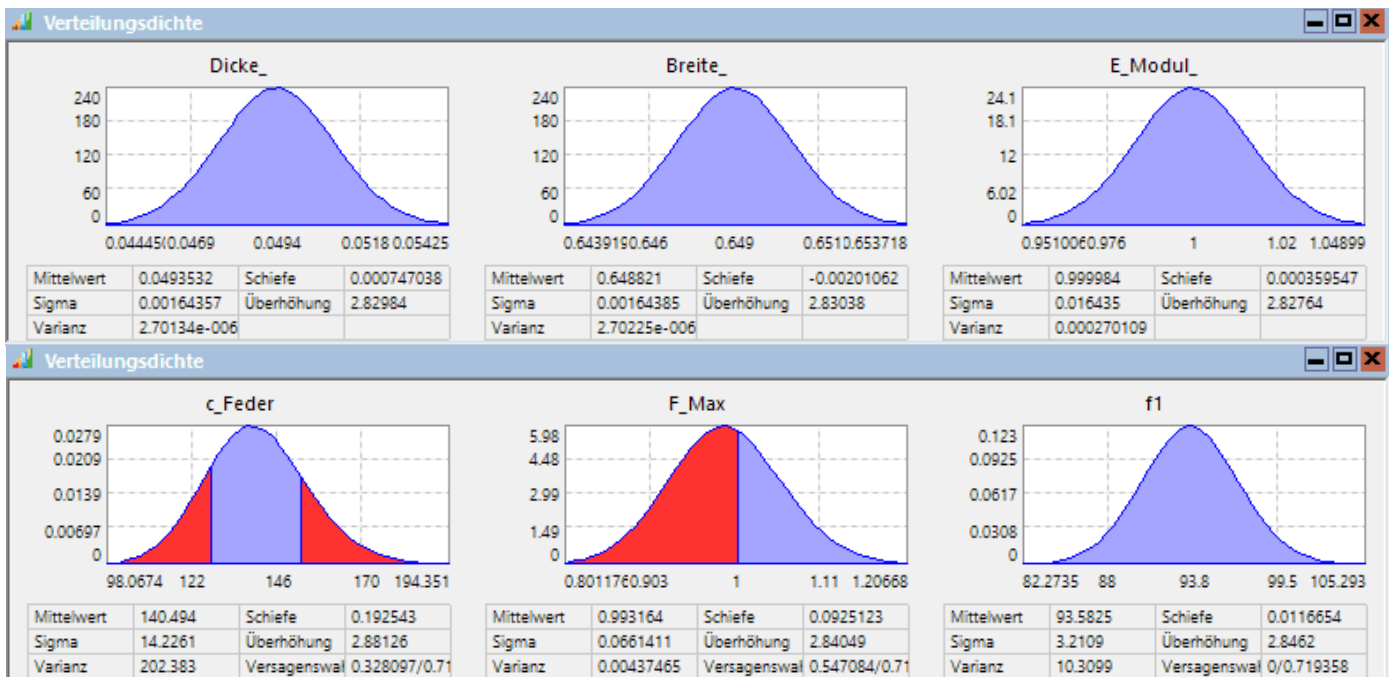 Verteilungsdichte
Dicke_ Breite_ E_Modul_
240 240 24.1
180 180 18.1
120 120 12
60 60 6.02
0 0 0
0.04445(0.0469 0.0494 0.0518 0.05425 0.6439190.646 0.649 0.6510.653718 0.9510060.976 1 1.02 1.04899
Mittelwert 0.0493532 Schiefe 0.000747038 Mittelwert 0.648821 Schiefe -0.00201062 Mittelwert 0.999984 Schiefe 0.000359547
Sigma 0.00164357 Überhöhung 2.82984 Sigma 0.00164385 Überhöhung 2.83038 Sigma 0.016435 Überhöhung 2.82764
Varianz 2.70134e-006 Varianz 2.70225e-006 Varianz 0.000270109
Verteilungsdichte
c_Feder F_Max f1
0.0279 5.98 0.123
0.0209 4.48 0.0925
0.0139 2.99 0.0617
0.00697 1.49 0.0308
0 0 0
98.0674 122 146 170 194.351 0.8011760.903 1 1.11 1.20668 82.2735 88 93.8 99.5 105.293
Mittelwert 140.494 Schiefe 0.192543 Mittelwert 0.993164 Schiefe 0.0925123 Mittelwert 93.5825 Schiefe 0.0116654
Sigma 14.2261 Überhöhung 2.88126 Sigma 0.0661411 Überhöhung 2.84049 Sigma 3.2109 Überhöhung 2.8462
Varianz 202.383 Versagenswal 0.328097/0.71 Varianz 0.00437465 Versagenswal 0.547084/0.71 Varianz 10.3099 Versagenswal 0/0.719358